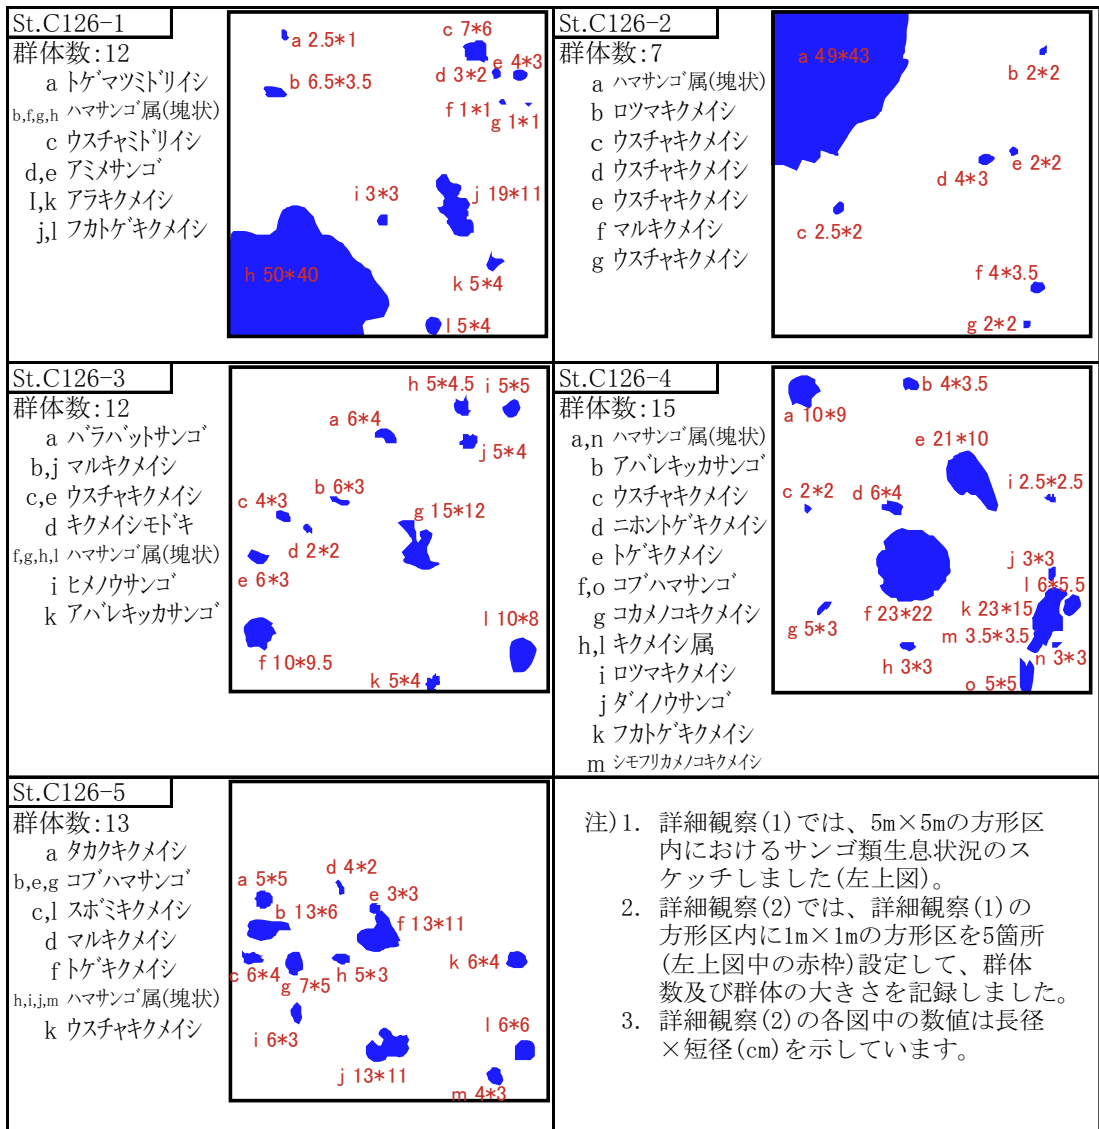 St.C126-1
群体数:12
a トゲマツミドリイシ
b,f,g,h ハマサンゴ属(塊状)
c ウスチャミドリイシ
d,e アミメサンゴ
I,k アラキクメイシ
j,l フカトゲキクメイシ
a 2.5*1
c 7*6
b 6.5*3.5
d 3*2
e 4*3
f 1*1
g 1*1
i 3*3
j 19*11
h 50*40
k 5*4
l 5*4
St.C126-2
群体数:7
a ハマサンゴ属(塊状)
b ロツマキクメイシ
c ウスチャキクメイシ
d ウスチャキクメイシ
e ウスチャキクメイシ
f マルキクメイシ
g ウスチャキクメイシ
a 49*43
b 2*2
e 2*2
d 4*3
c 2.5*2
f 4*3.5
g 2*2
St.C126-3
群体数:12
a バラバットサンゴ
b,j マルキクメイシ
c,e ウスチャキクメイシ
d キクメイシモドキ
f,g,h,l ハマサンゴ属(塊状)
i ヒメノウサンゴ
k アバレキッカサンゴ
h 5*4.5
i 5*5
a 6*4
j 5*4
b 6*3
c 4*3
g 15*12
d 2*2
e 6*3
l 10*8
f 10*9.5
k 5*4
St.C126-4
群体数:15
a,n ハマサンゴ属(塊状)
b アバレキッカサンゴ
c ウスチャキクメイシ
d ニホントゲキクメイシ
e トゲキクメイシ
f,o コブハマサンゴ
g コカメノコキクメイシ
h,l キクメイシ属
i ロツマキクメイシ
j ダイノウサンゴ
k フカトゲキクメイシ
m シモフリカメノコキクメイシ
b 4*3.5
a 10*9
e 21*10
i 2.5*2.5
c 2*2
d 6*4
j 3*3
l 6*5.5
f 23*22
k 23*15
g 5*3
m 3.5*3.5
n 3*3
h 3*3
o 5*5
St.C126-5
群体数:13
a タカクキクメイシ
b,e,g コブハマサンゴ
c,l スボミキクメイシ
d マルキクメイシ
f トゲキクメイシ
h,i,j,m ハマサンゴ属(塊状)
k ウスチャキクメイシ
d 4*2
a 5*5
e 3*3
b 13*6
f 13*11
k 6*4
c 6*4
h 5*3
g 7*5
l 6*6
i 6*3
j 13*11
m 4*3
注)1. 詳細観察(1)では、5m×5mの方形区
内におけるサンゴ類生息状況のス
ケッチしました(左上図)。
2. 詳細観察(2)では、詳細観察(1)の
方形区内に1m×1mの方形区を5箇所
(左上図中の赤枠)設定して、群体
数及び群体の大きさを記録しました。
3. 詳細観察(2)の各図中の数値は長径
×短径(cm)を示しています。